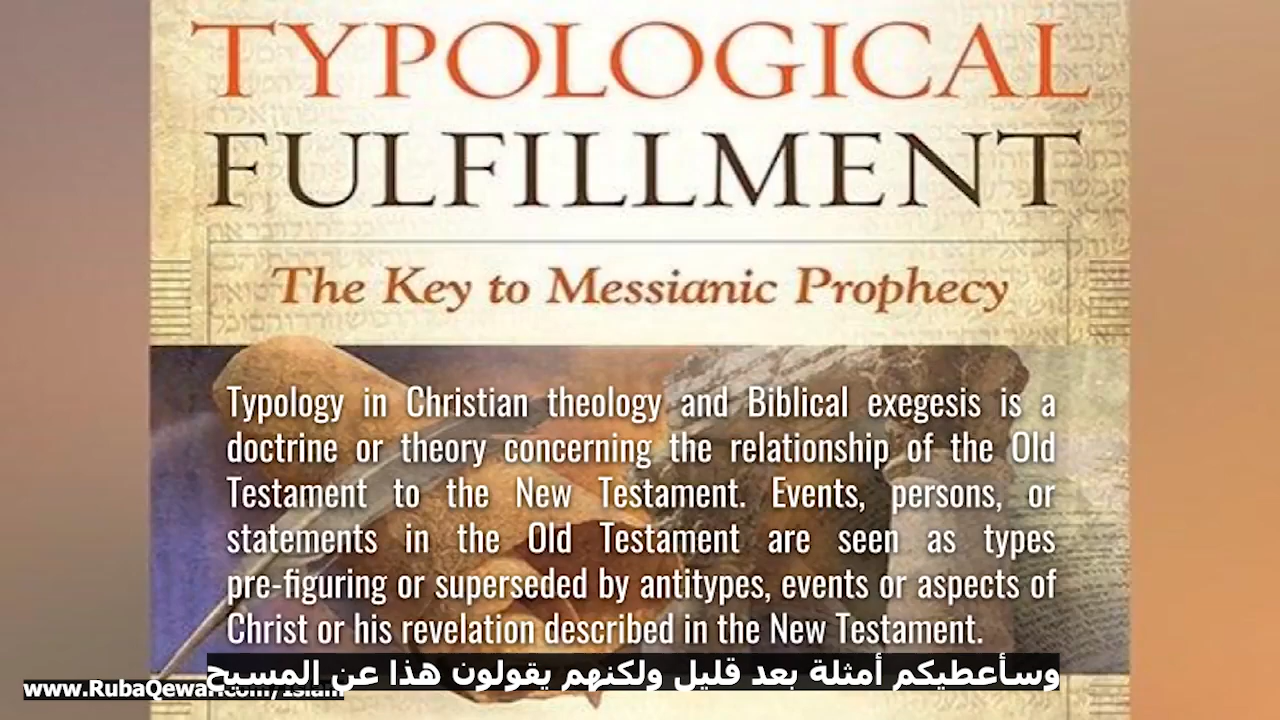 TYPOLOGICAL
FULFILLMENT
The Key to Messianic Prophecy
Typology in Christian theology and Biblical exegesis is a
doctrine or theory concerning the relationship of the Old
Testament to the New Testament. Events, persons, or
statements in the Old Testament are seen as types
pre-figuring or superseded by antitypes, events or aspects of
Christ or his revelation described in the New Testament.
وسأعطيكم أمثلة بعد قليل ولكنهم يقولون هذا عن المسيح
www.RubaQewar.com/Islam